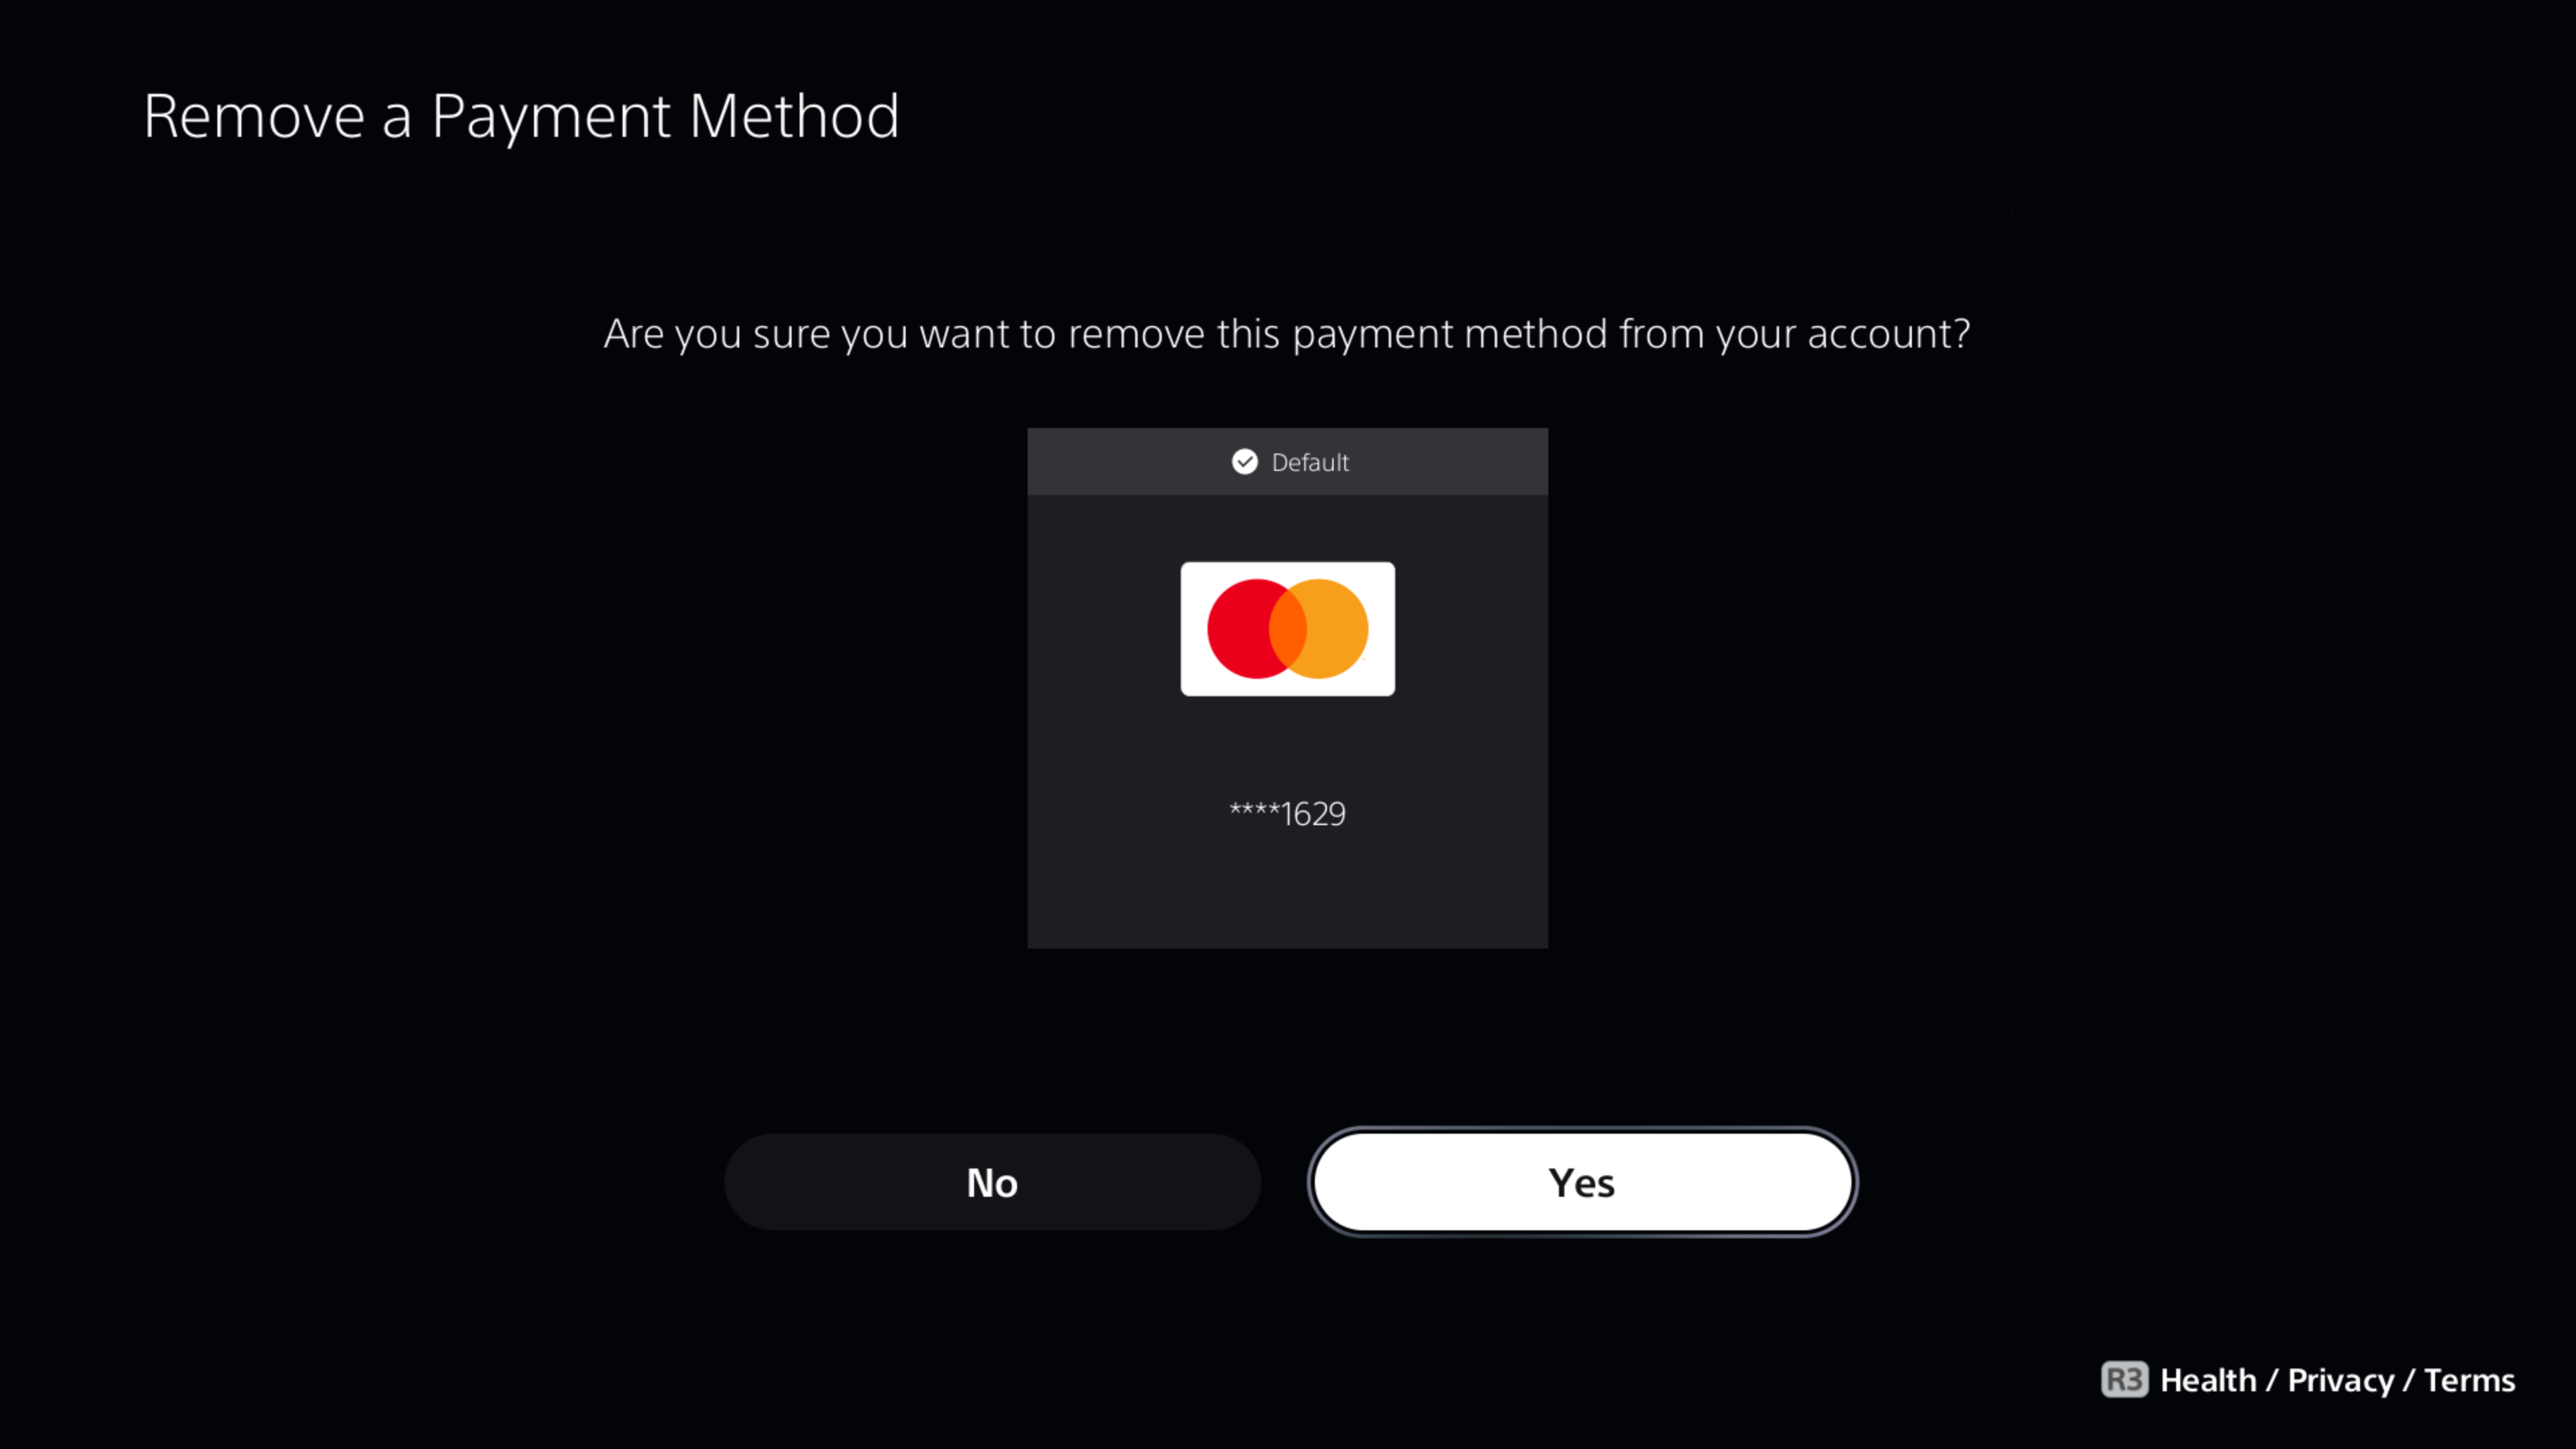 Remove a Payment Method
Are you sure you want to remove this payment method from your account?
Default
****1629
No
Yes
R3 Health / Privacy / Terms